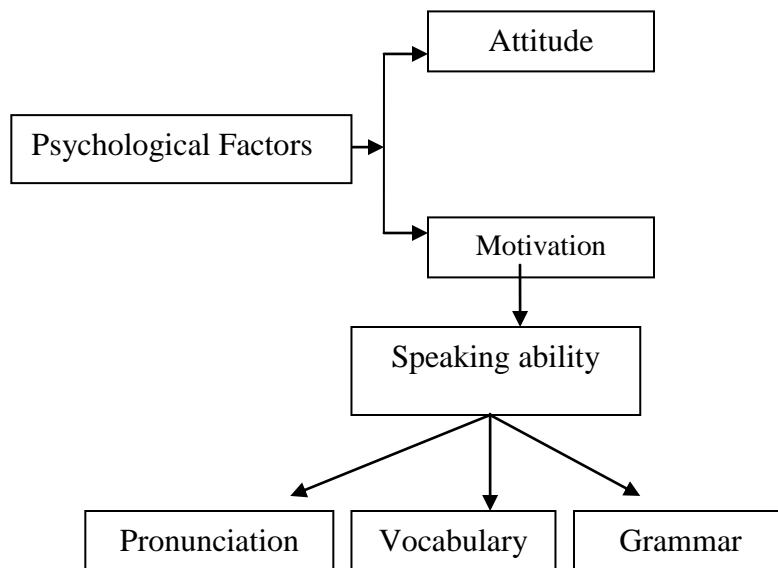 Attitude
Psychological Factors
Motivation
Speaking ability
Pronunciation
Vocabulary
Grammar